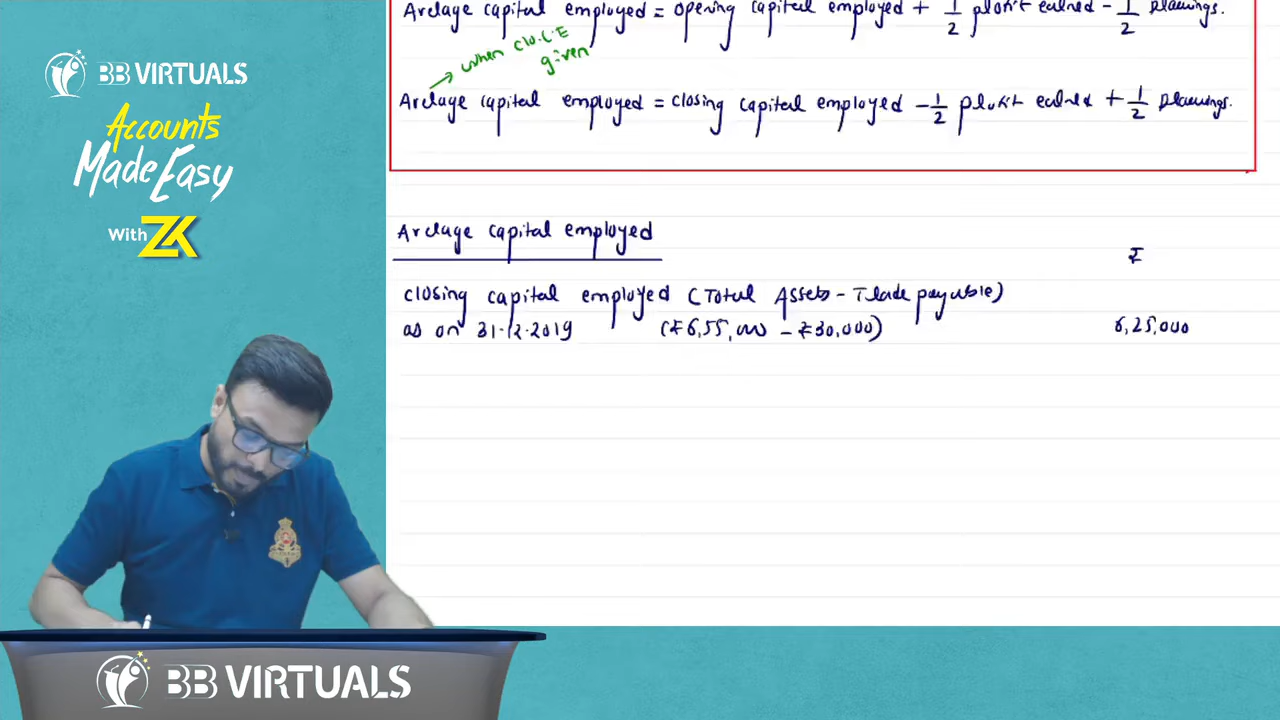 Average capital employed = opening capital employed + 1/2 profit earned - 1/2 drawings.
when clo.C.E
given
Average capital employed = closing capital employed - 1/2 profit earned + 1/2 drawings.
BB VIRTUALS
Accounts
Made Easy
With ZK
Average capital employed
₹
closing capital employed (Total Assets - Trade payable)
as on 31.12.2019 (₹6,55,000 - ₹30,000) 6,25,000
BB VIRTUALS